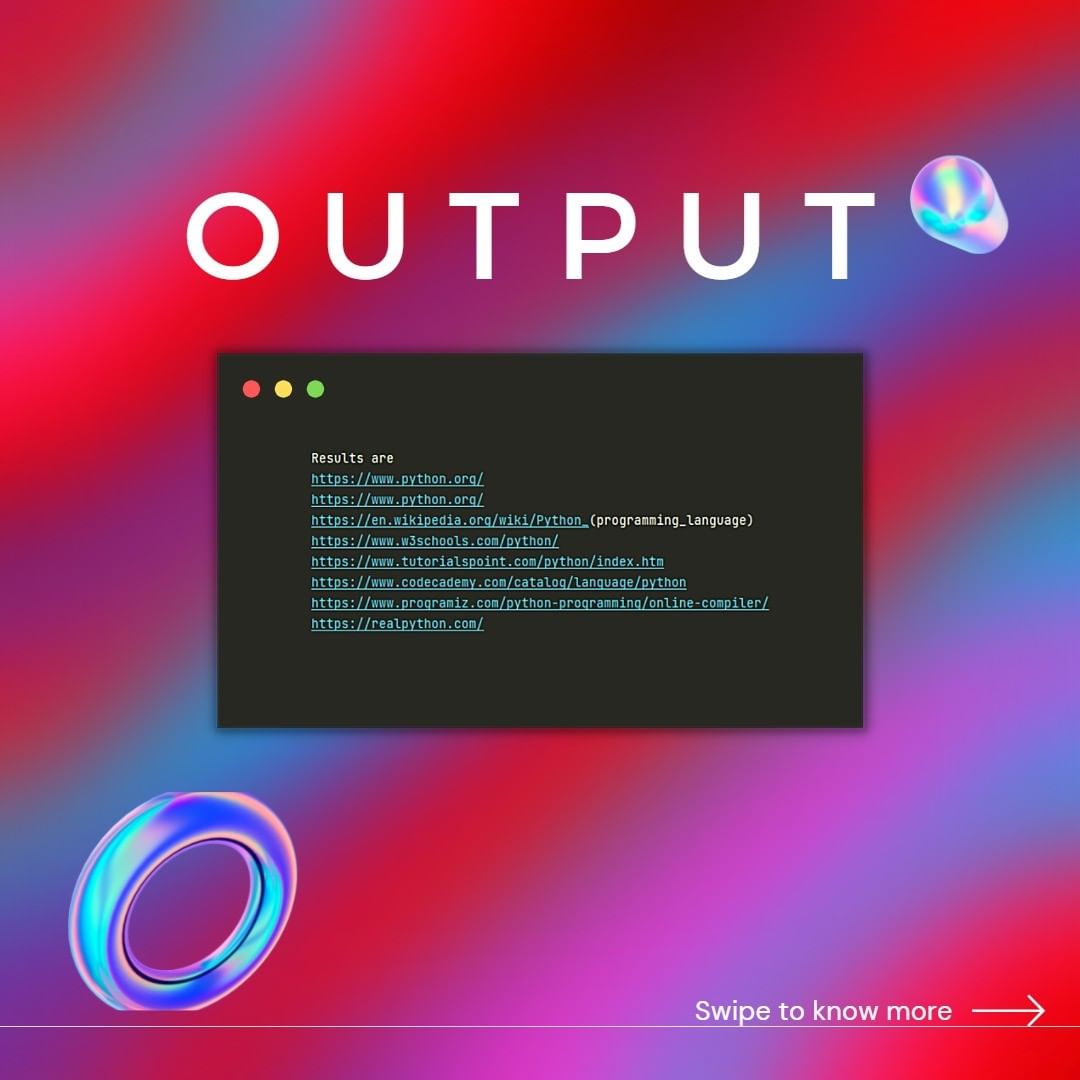 OUTPUT
Results are
https://www.python.org/
https://www.python.org/
https://en.wikipedia.org/wiki/Python_(programming_language)
https://www.w3schools.com/python/
https://www.tutorialspoint.com/python/index.htm
https://www.codecademy.com/catalog/language/python
https://www.programiz.com/python-programming/online-compiler/
https://realpython.com/
Swipe to know more